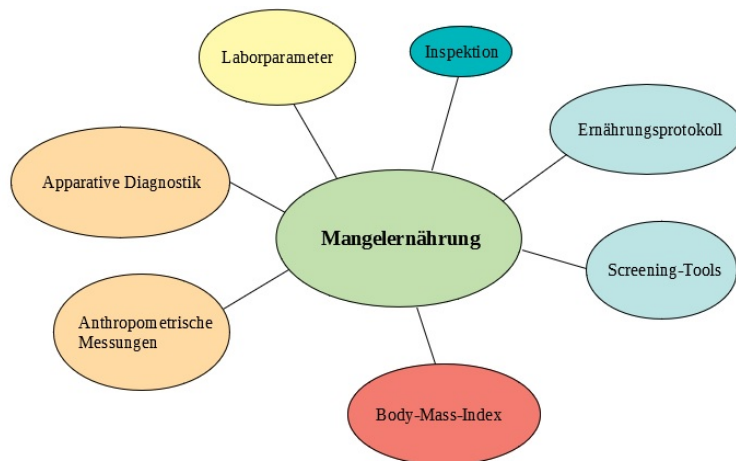 Laborparameter
Inspektion
Ernährungsprotokoll
Apparative Diagnostik
Mangelernährung
Screening-Tools
Anthropometrische
Messungen
Body-Mass-Index